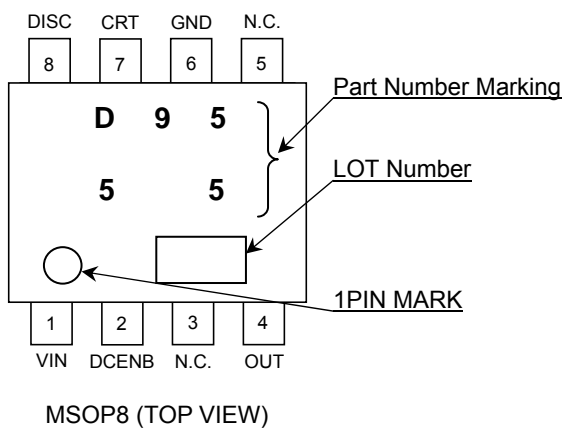 DISC CRT GND N.C.
8 7 6 5
Part Number Marking
D 9 5
LOT Number
5 5
1PIN MARK
1 2 3 4
VIN DCENB N.C. OUT
MSOP8 (TOP VIEW)